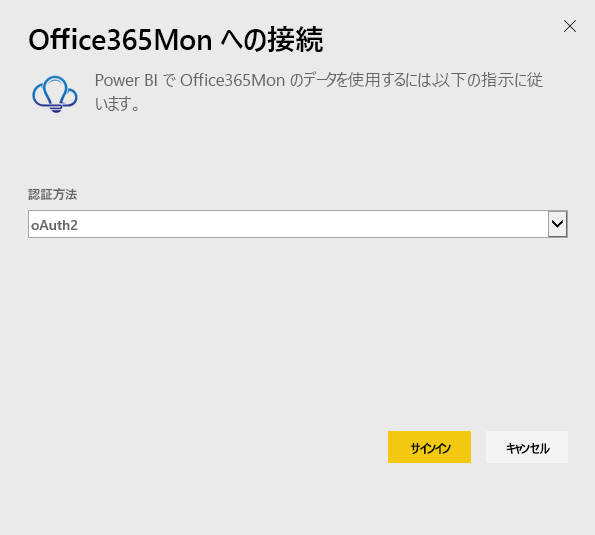 Office365Mon への接続
Power BI で Office365Mon のデータを使用するには、以下の指示に従
います。
認証方法
oAuth2
サインイン
キャンセル